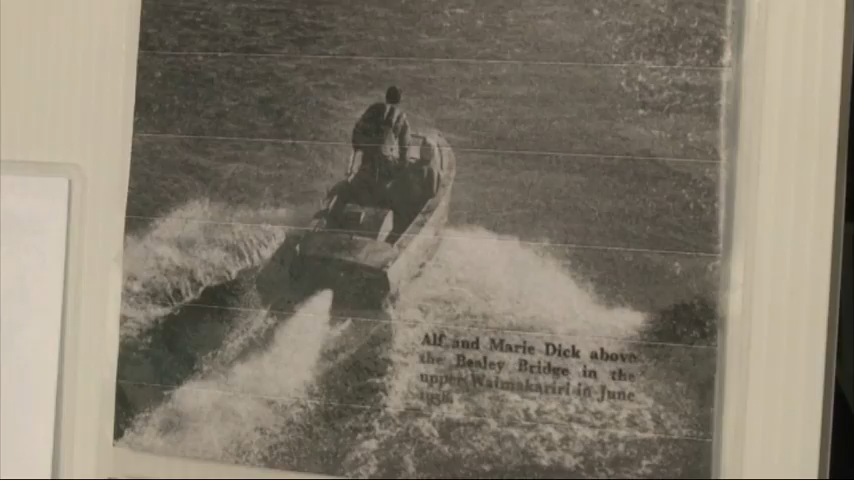 Alf and Marie Dick above
the Bealey Bridge in the
upper Waimakariri in June